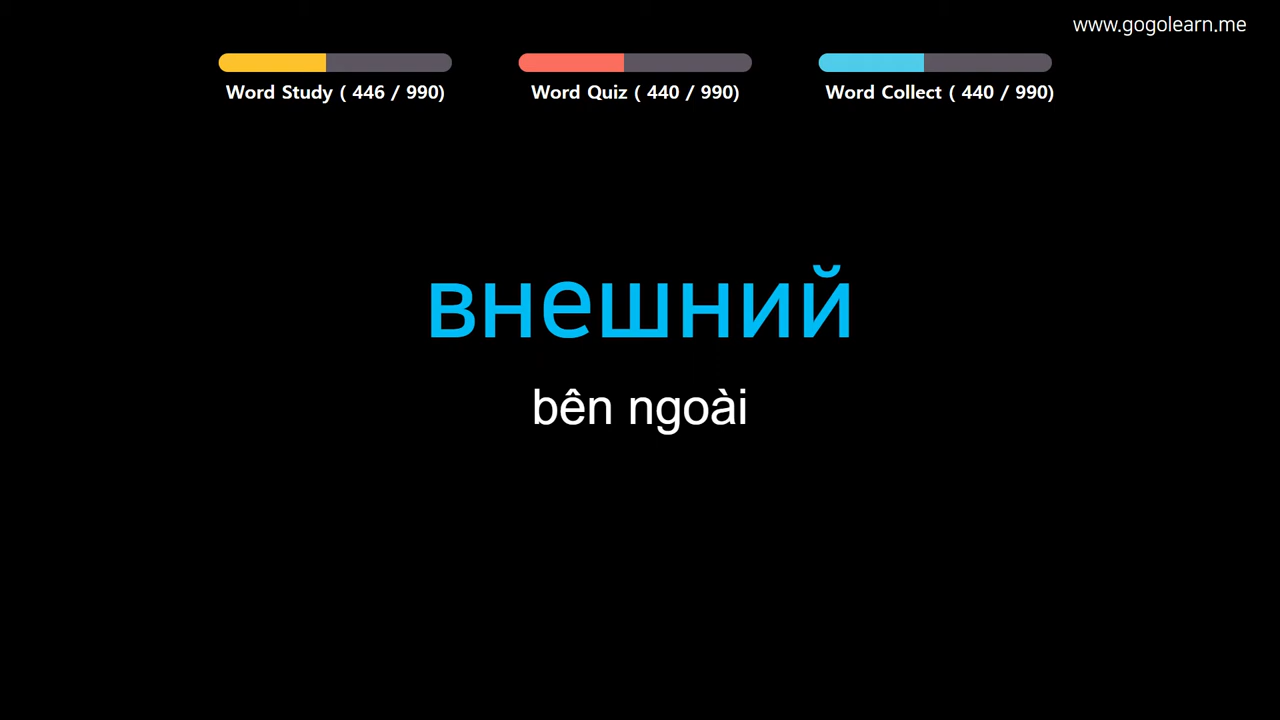 www.gogolearn.me
Word Study ( 446 / 990)
Word Quiz ( 440 / 990)
Word Collect ( 440 / 990)
внешний
bên ngoài